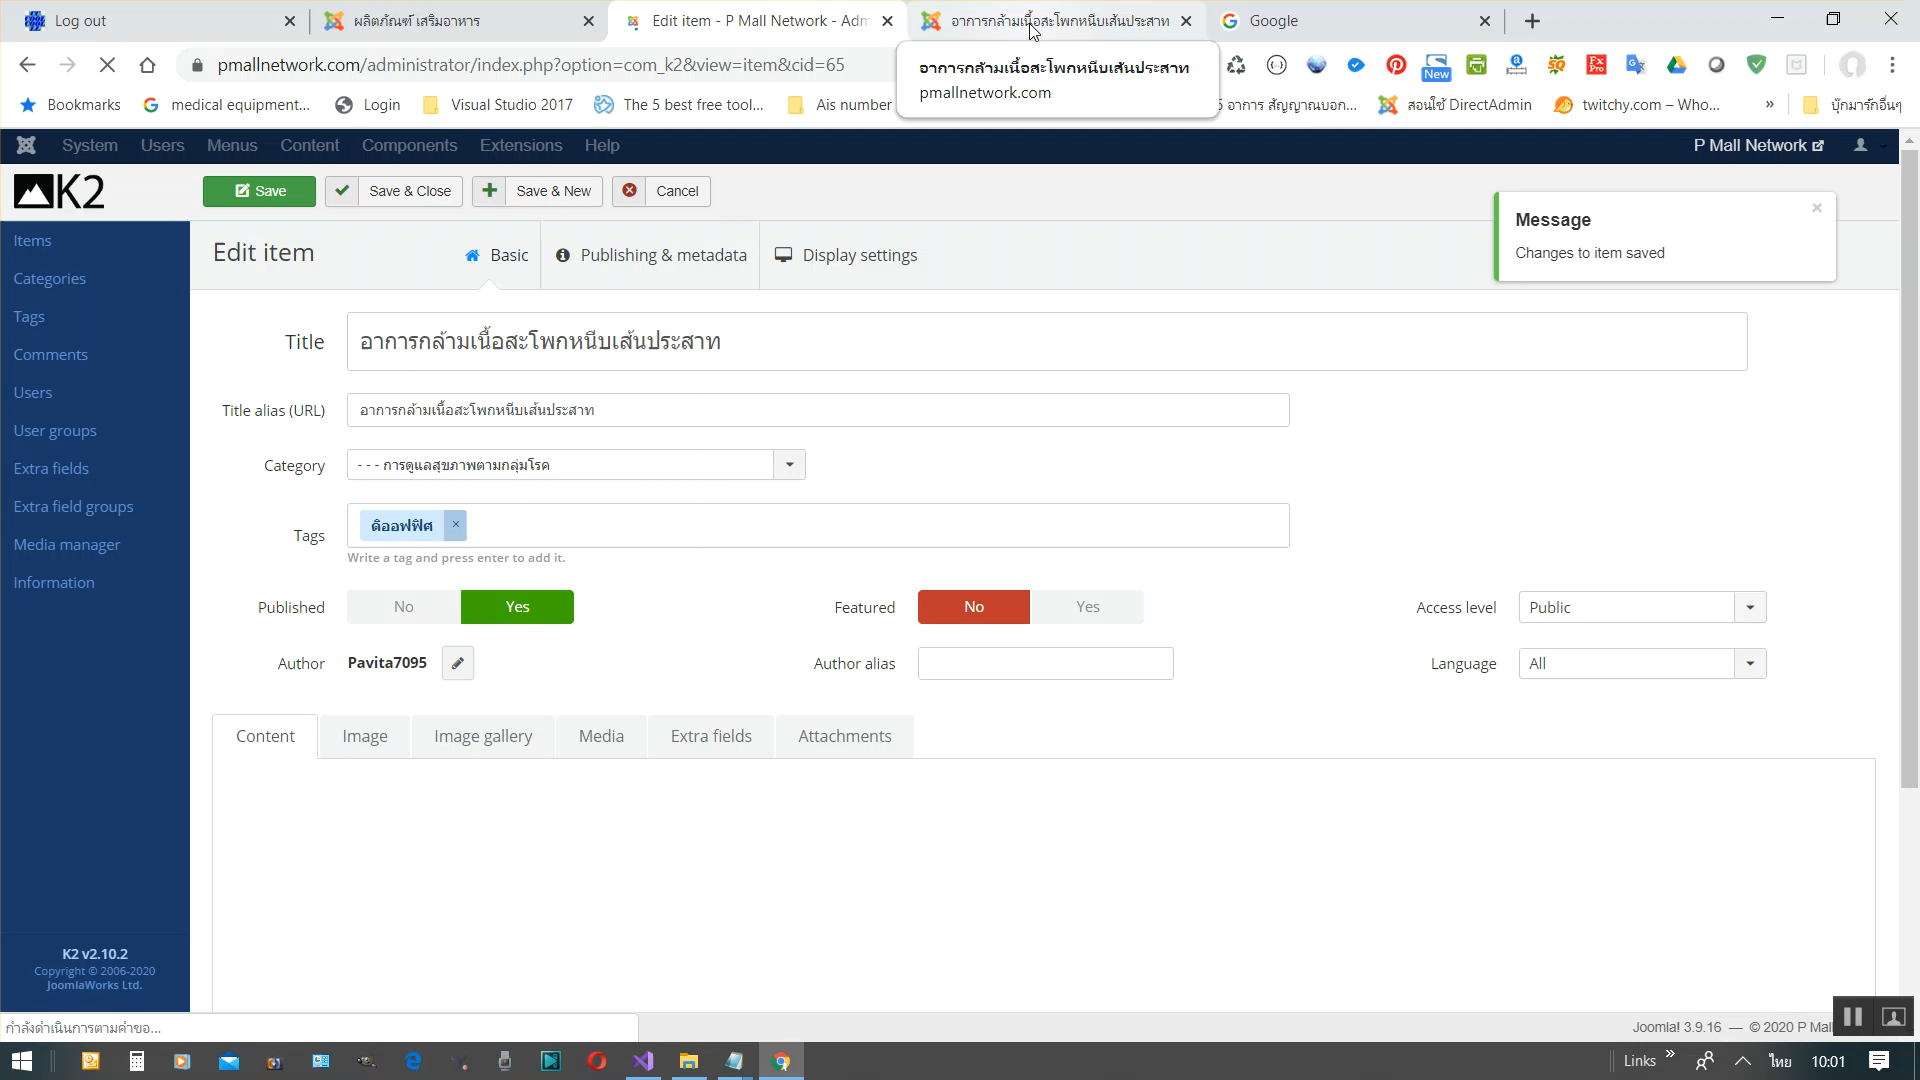 Log out
ผลิตภัณฑ์ เสริมอาหาร
Edit item - P Mall Network - Adm
อาการกล้ามเนื้อสะโพกหนีบเส้นประสาท
Google
pmallnetwork.com/administrator/index.php?option=com_k2&view=item&cid=65
อาการกล้ามเนื้อสะโพกหนีบเส้นประสาท
pmallnetwork.com
New
Bookmarks
medical equipment...
Login
Visual Studio 2017
The 5 best free tool...
Ais number
5 อาการ สัญญาณบอก...
สอนใช้ DirectAdmin
twitchy.com – Who...
»
บุ๊กมาร์กอื่นๆ
System
Users
Menus
Content
Components
Extensions
Help
P Mall Network
K2
Save
Save & Close
Save & New
Cancel
Message
Changes to item saved
Items
Categories
Tags
Comments
Users
User groups
Extra fields
Extra field groups
Media manager
Information
Edit item
Basic
Publishing & metadata
Display settings
Title
อาการกล้ามเนื้อสะโพกหนีบเส้นประสาท
Title alias (URL)
อาการกล้ามเนื้อสะโพกหนีบเส้นประสาท
Category
- - - การดูแลสุขภาพตามกลุ่มโรค
Tags
ดิออฟฟิศ ×
Write a tag and press enter to add it.
Published
No
Yes
Featured
No
Yes
Access level
Public
Author
Pavita7095
Author alias
Language
All
Content
Image
Image gallery
Media
Extra fields
Attachments
K2 v2.10.2
Copyright © 2006-2020
JoomlaWorks Ltd.
กำลังดำเนินการตามคำขอ...
Joomla! 3.9.16 — © 2020 P Mall
Links »
ไทย
10:01